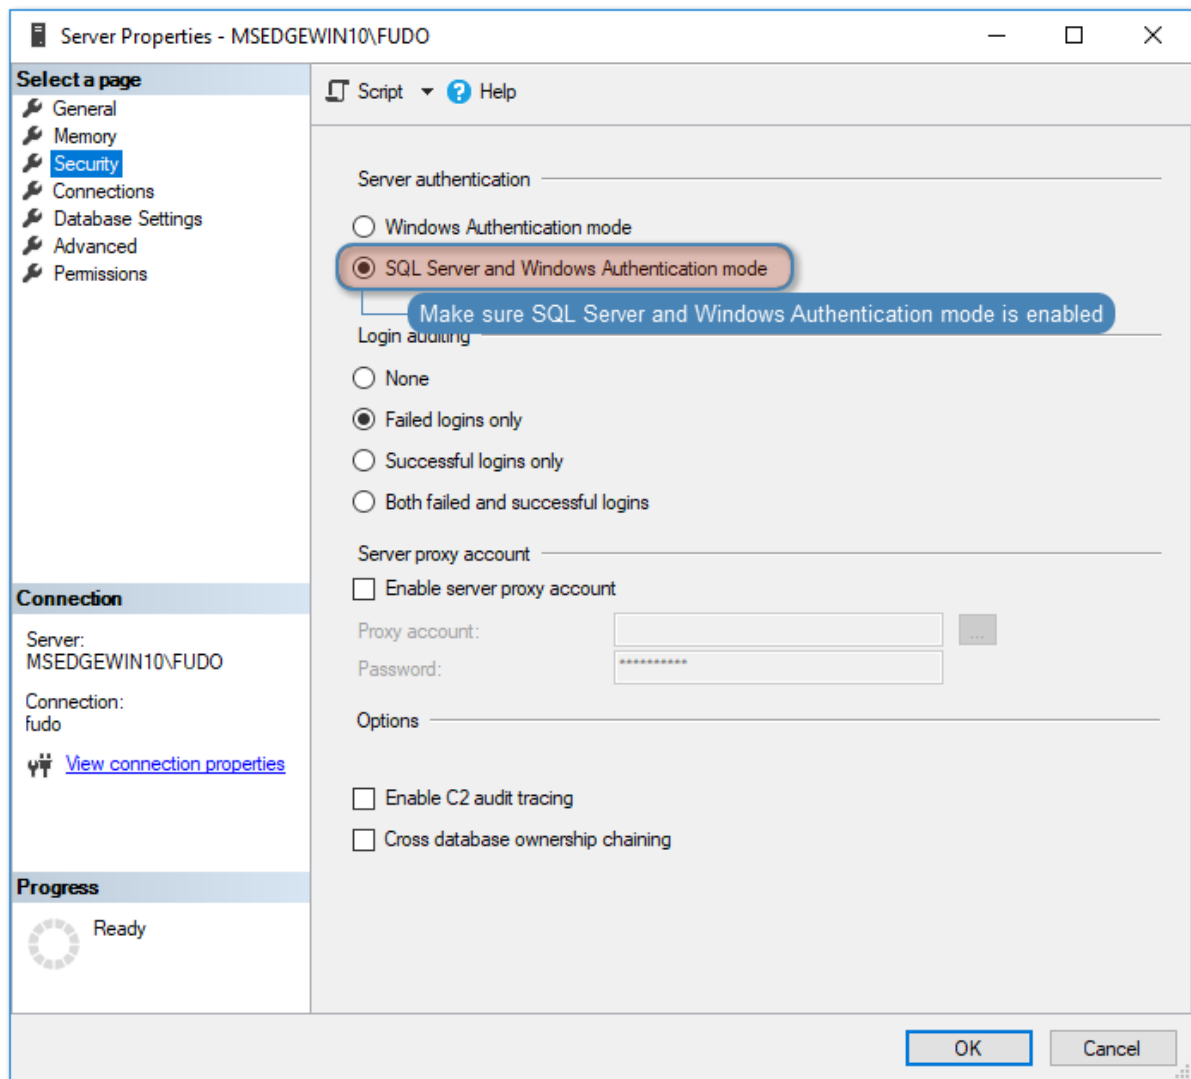 Server Properties - MSEDGEWIN10\FUDO
Select a page
General
Memory
Security
Connections
Database Settings
Advanced
Permissions
Script
Help
Server authentication
Windows Authentication mode
SQL Server and Windows Authentication mode
Make sure SQL Server and Windows Authentication mode is enabled
Login auditing
None
Failed logins only
Successful logins only
Both failed and successful logins
Server proxy account
Enable server proxy account
Proxy account:
...
Password:
**********
Options
Enable C2 audit tracing
Cross database ownership chaining
Connection
Server:
MSEDGEWIN10\FUDO
Connection:
fudo
View connection properties
Progress
Ready
OK
Cancel